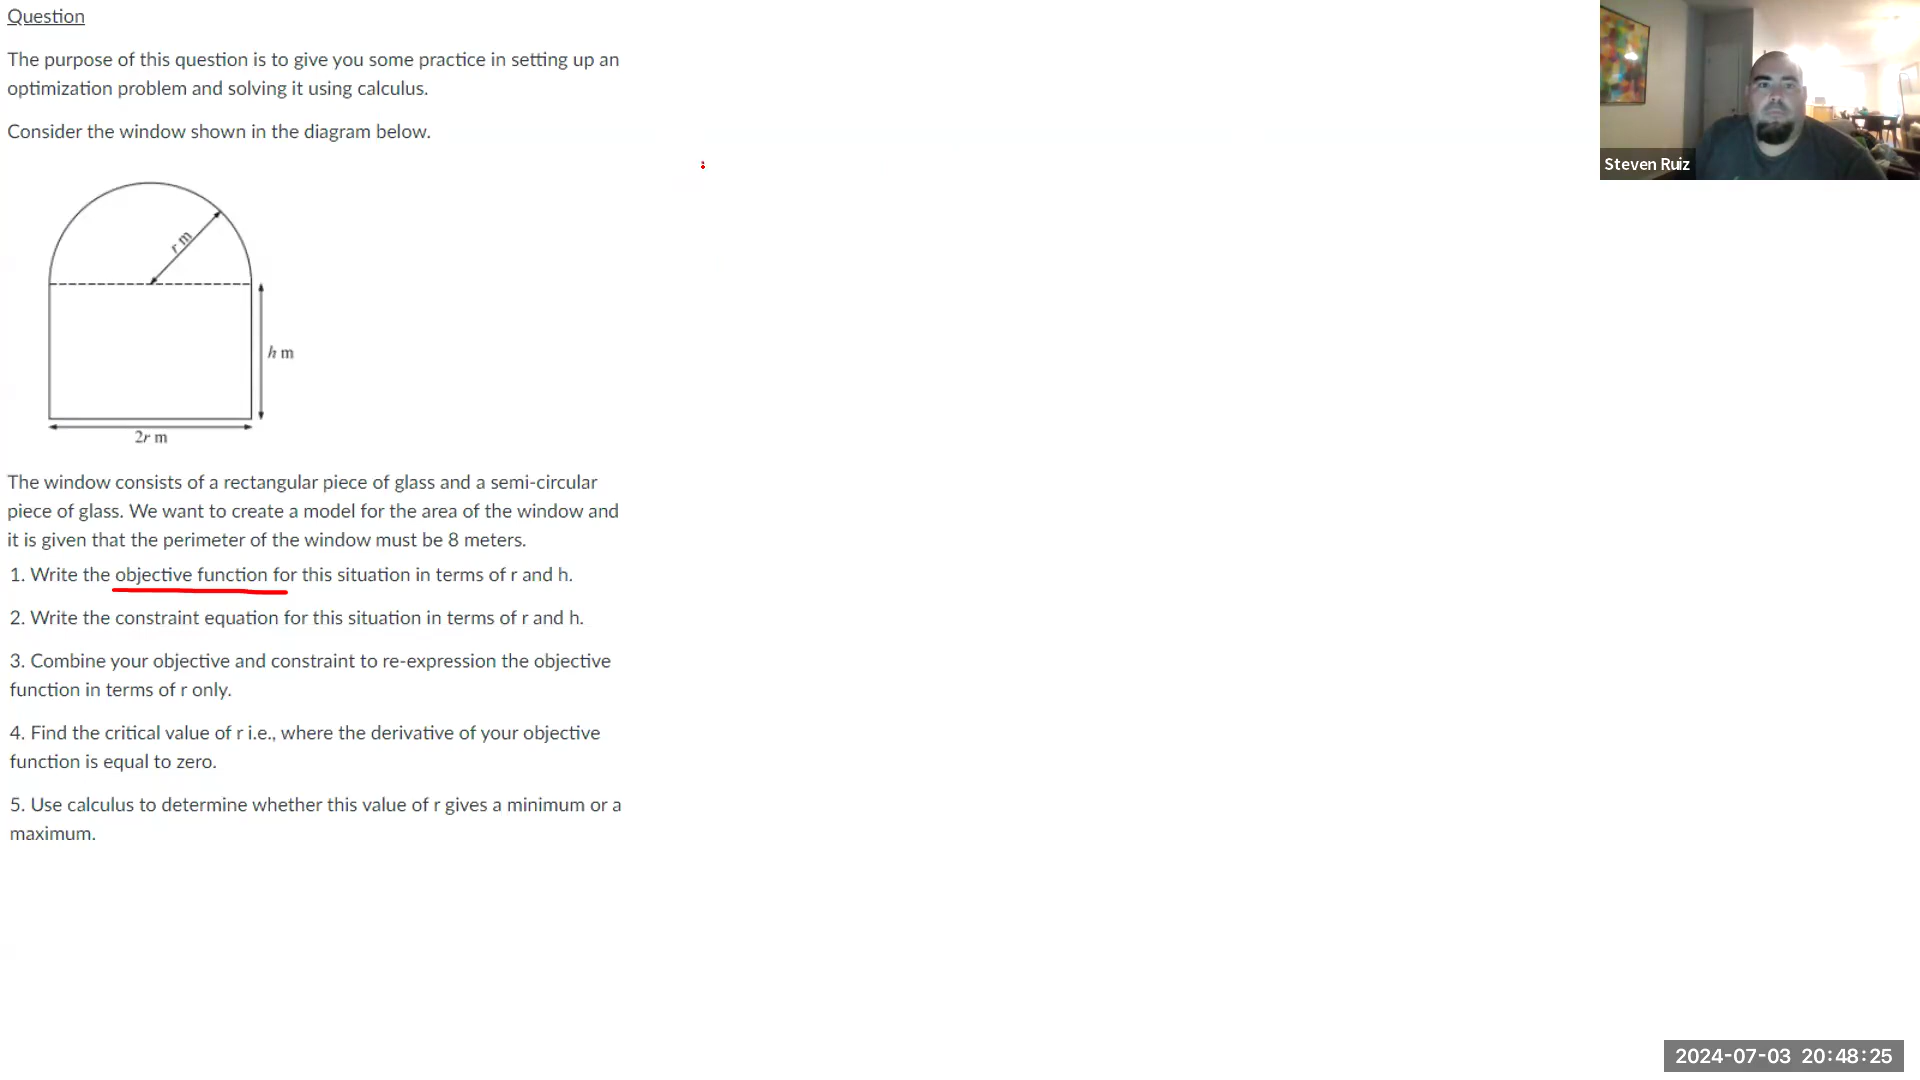 Question
The purpose of this question is to give you some practice in setting up an
optimization problem and solving it using calculus.
Consider the window shown in the diagram below.
r m
h m
2r m
The window consists of a rectangular piece of glass and a semi-circular
piece of glass. We want to create a model for the area of the window and
it is given that the perimeter of the window must be 8 meters.
1. Write the objective function for this situation in terms of r and h.
2. Write the constraint equation for this situation in terms of r and h.
3. Combine your objective and constraint to re-expression the objective
function in terms of r only.
4. Find the critical value of r i.e., where the derivative of your objective
function is equal to zero.
5. Use calculus to determine whether this value of r gives a minimum or a
maximum.
Steven Ruiz
2024-07-03 20:48:25